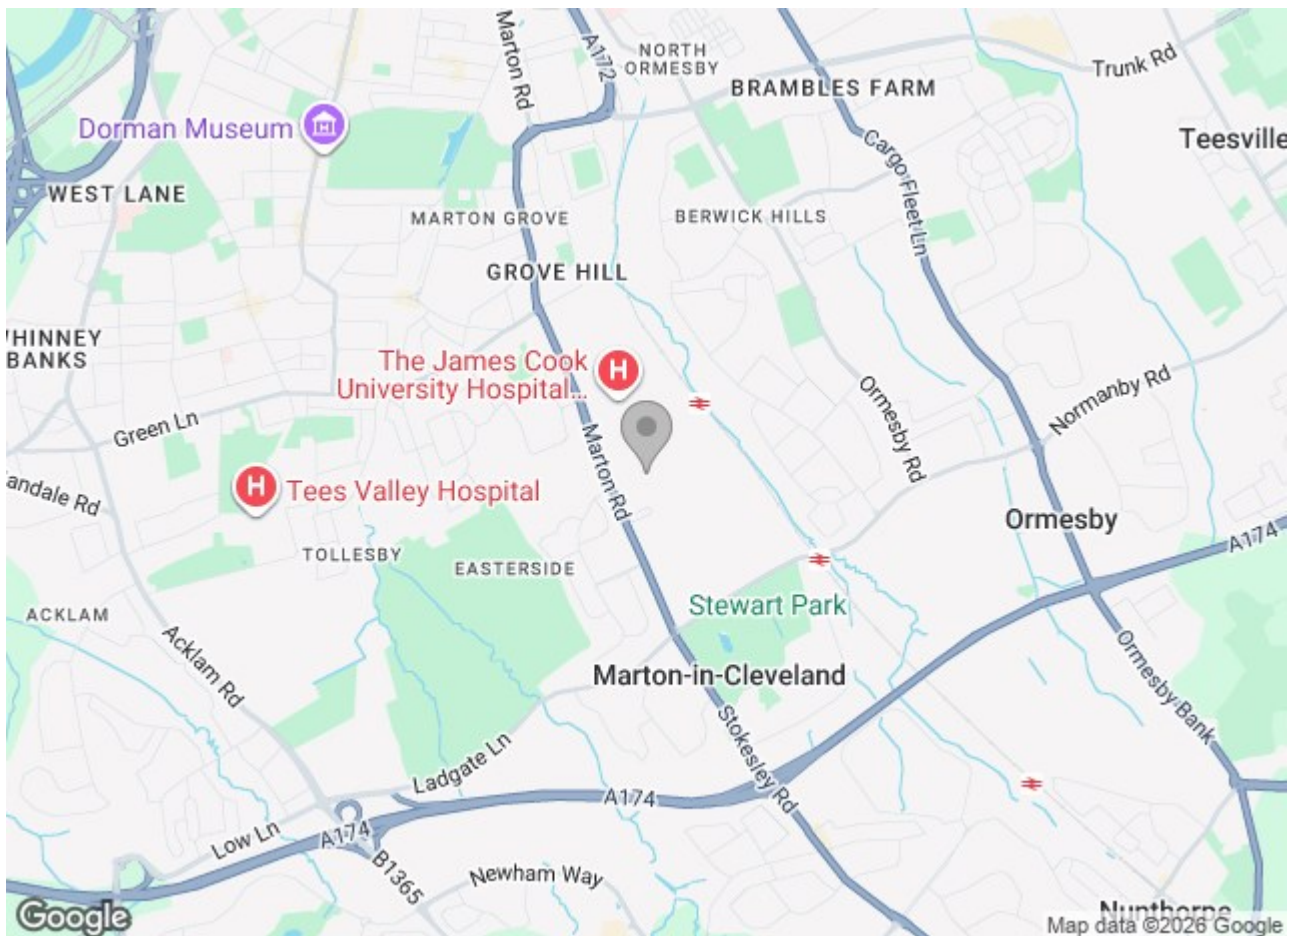 Marton Rd
A172
NORTH
ORMESBY
Trunk Rd
BRAMBLES FARM
Dorman Museum
Teesville
Cargo Fleet Ln
WEST LANE
MARTON GROVE
BERWICK HILLS
GROVE HILL
WHINNEY
BANKS
The James Cook
University Hospital...
H
Ormesby Rd
Normanby Rd
Green Ln
Marton Rd
andale Rd
H
Tees Valley Hospital
Ormesby
A174
TOLLESBY
EASTERSIDE
Stewart Park
ACKLAM
Acklam Rd
Marton-in-Cleveland
Ormesby Bank
Stokesley Rd
Ladgate Ln
A174
Low Ln
A174
B1365
Newham Way
Nunthorpe
Google
Map data ©2026 Google